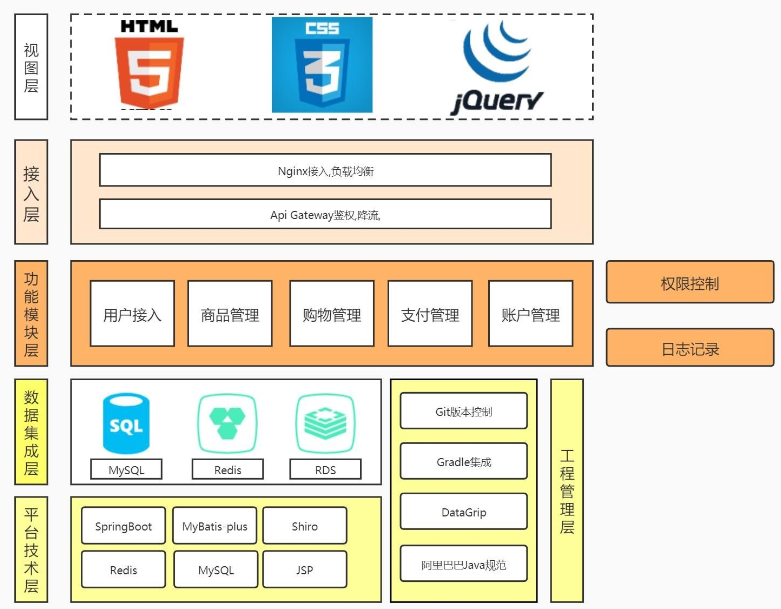 视图层
HTML
5
CSS
3
jQuery
接入层
Nginx接入,负载均衡
Api Gateway鉴权,降流,
功能模块层
用户接入
商品管理
购物管理
支付管理
账户管理
权限控制
日志记录
数据集成层
SQL
MySQL
Redis
RDS
平台技术层
SpringBoot
MyBatis-plus
Shiro
Redis
MySQL
JSP
Git版本控制
Gradle集成
DataGrip
阿里巴巴Java规范
工程管理层